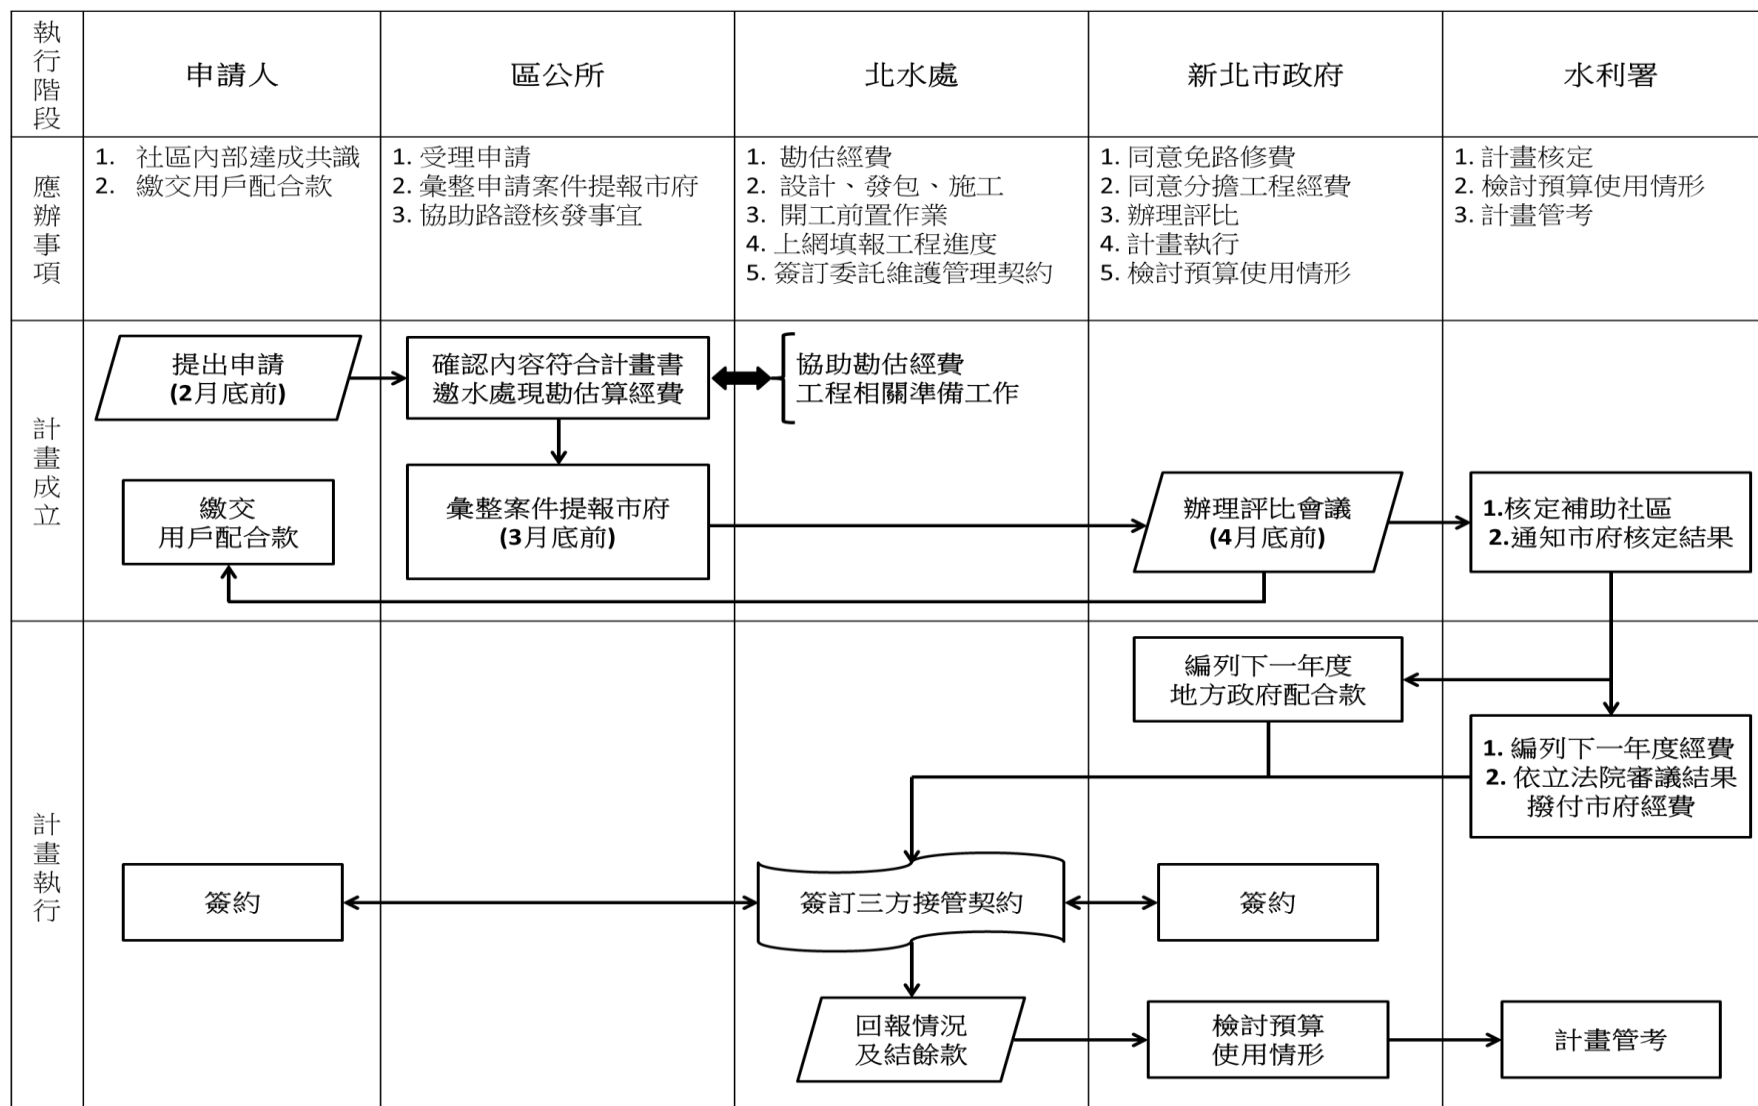 執行階段
申請人
區公所
北水處
新北市政府
水利署
應辦事項
1. 社區內部達成共識
2. 繳交用戶配合款
1. 受理申請
2. 彙整申請案件提報市府
3. 協助路證核發事宜
1. 勘估經費
2. 設計、發包、施工
3. 開工前置作業
4. 上網填報工程進度
5. 簽訂委託維護管理契約
1. 同意免路修費
2. 同意分擔工程經費
3. 辦理評比
4. 計畫執行
5. 檢討預算使用情形
1. 計畫核定
2. 檢討預算使用情形
3. 計畫管考
計畫成立
提出申請
(2月底前)
確認內容符合計畫書
邀水處現勘估算經費
協助勘估經費
工程相關準備工作
繳交
用戶配合款
彙整案件提報市府
(3月底前)
辦理評比會議
(4月底前)
1.核定補助社區
2.通知市府核定結果
計畫執行
編列下一年度
地方政府配合款
1. 編列下一年度經費
2. 依立法院審議結果
撥付市府經費
簽約
簽訂三方接管契約
簽約
回報情況
及結餘款
檢討預算
使用情形
計畫管考